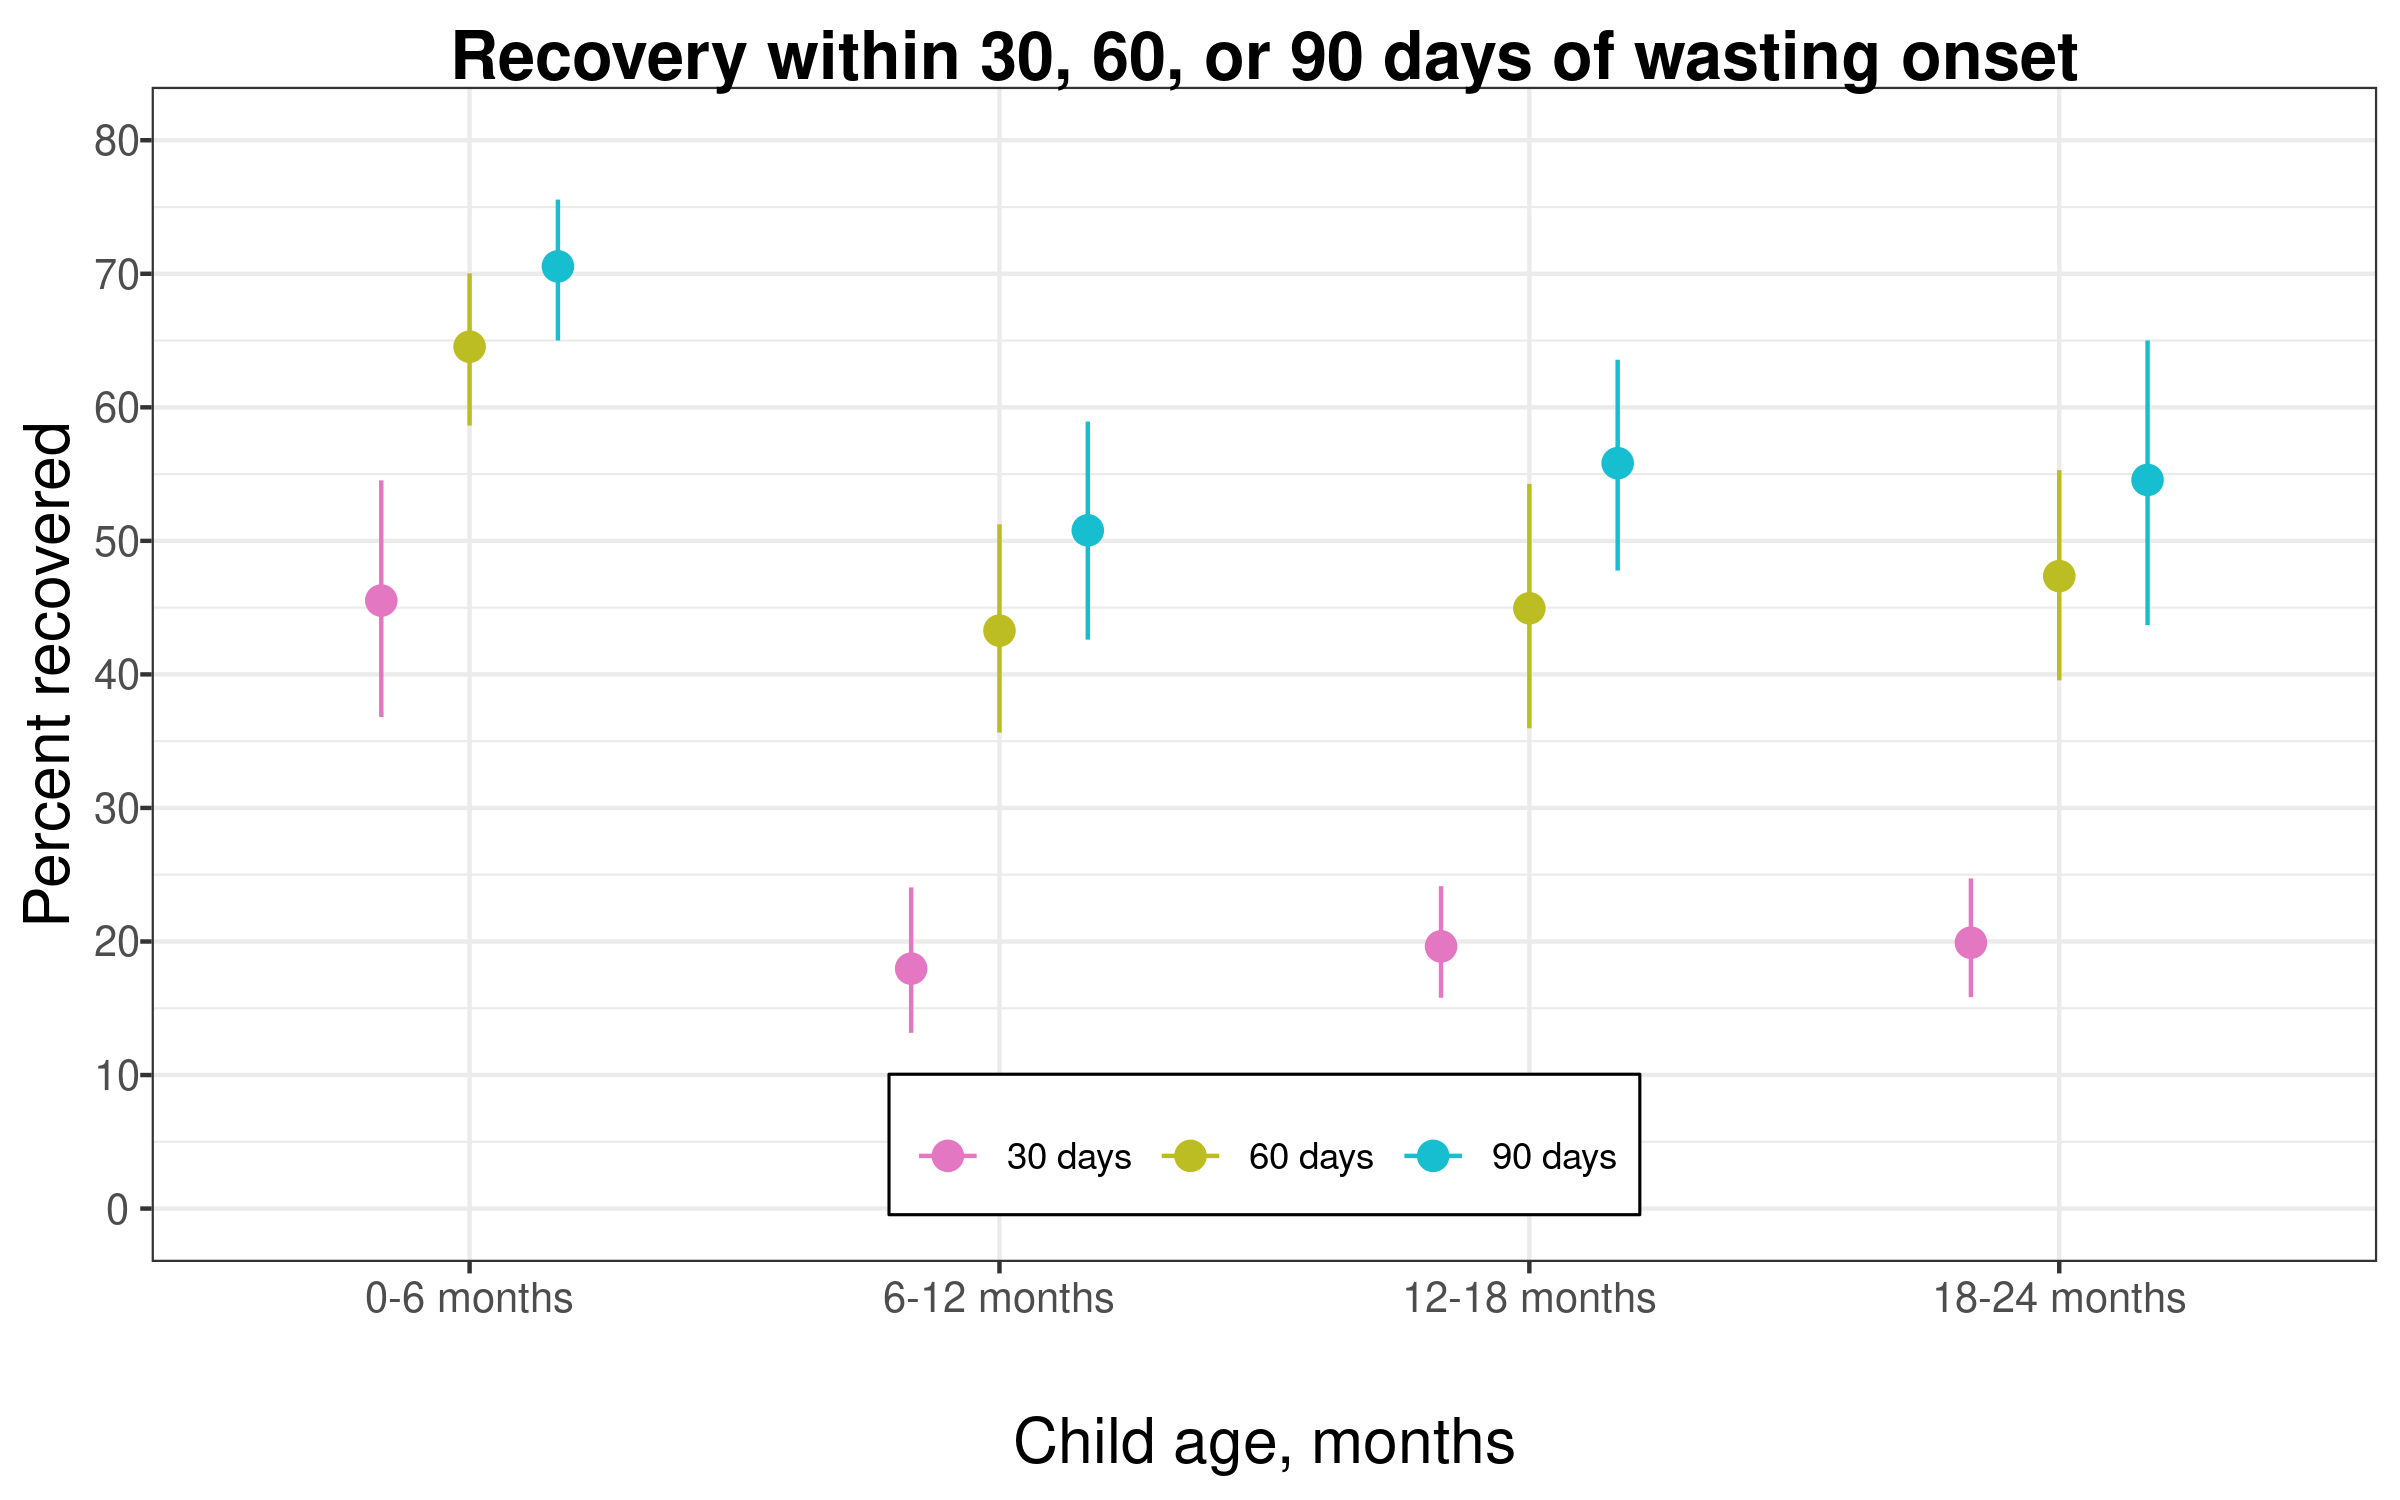 Recovery within 30, 60, or 90 days of wasting onset
Percent recovered
80
70
60
50
40
30
20
10
0
30 days 60 days 90 days
0-6 months 6-12 months 12-18 months 18-24 months
Child age, months